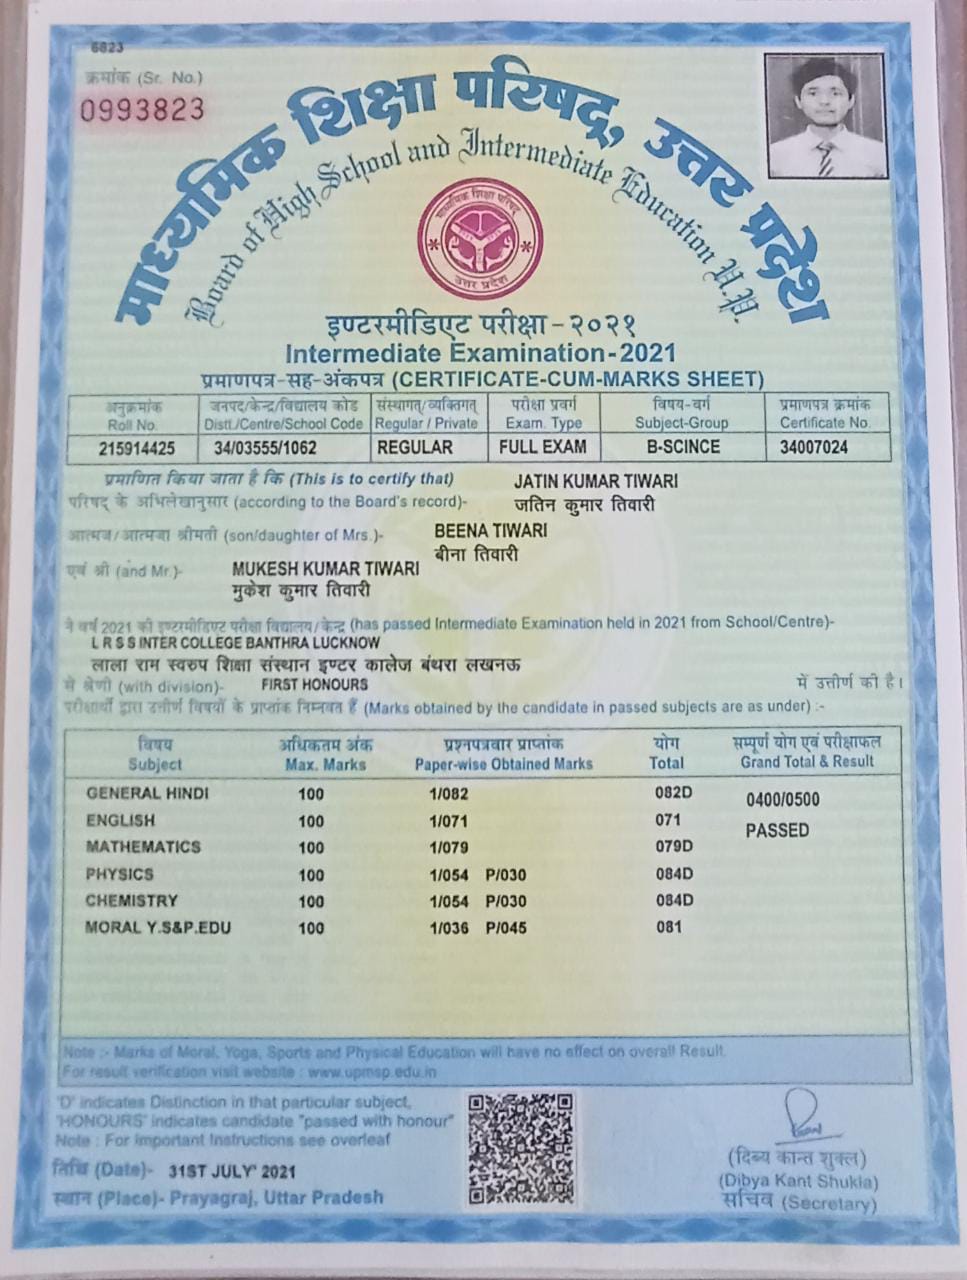 6823
क्रमांक (Sr. No.)
0993823
माध्यमिक शिक्षा परिषद्, उत्तर प्रदेश
Board of High School and Intermediate Education U.P.
माध्यमिक शिक्षा परिषद्
उत्तर प्रदेश
इण्टरमीडिएट परीक्षा-२०२१
Intermediate Examination-2021
प्रमाणपत्र-सह-अंकपत्र (CERTIFICATE-CUM-MARKS SHEET)
अनुक्रमांक जनपद/केन्द्र/विद्यालय कोड संस्थागत/व्यक्तिगत परीक्षा प्रवर्ग विषय-वर्ग प्रमाणपत्र क्रमांक
Roll No. Distt./Centre/School Code Regular / Private Exam. Type Subject-Group Certificate No.
215914425 34/03555/1062 REGULAR FULL EXAM B-SCINCE 34007024
प्रमाणित किया जाता है कि (This is to certify that) JATIN KUMAR TIWARI
परिषद् के अभिलेखानुसार (according to the Board's record)- जतिन कुमार तिवारी
आत्मज/आत्मजा श्रीमती (son/daughter of Mrs.)- BEENA TIWARI
बीना तिवारी
एवं श्री (and Mr.)- MUKESH KUMAR TIWARI
मुकेश कुमार तिवारी
ने वर्ष 2021 की इण्टरमीडिएट परीक्षा विद्यालय/केन्द्र (has passed Intermediate Examination held in 2021 from School/Centre)-
L R S S INTER COLLEGE BANTHRA LUCKNOW
लाला राम स्वरुप शिक्षा संस्थान इण्टर कालेज बंथरा लखनऊ
से श्रेणी (with division)- FIRST HONOURS में उत्तीर्ण की है।
परीक्षार्थी द्वारा उत्तीर्ण विषयों के प्राप्तांक निम्नवत हैं (Marks obtained by the candidate in passed subjects are as under) :-
विषय अधिकतम अंक प्रश्नपत्रवार प्राप्तांक योग सम्पूर्ण योग एवं परीक्षाफल
Subject Max. Marks Paper-wise Obtained Marks Total Grand Total & Result
GENERAL HINDI 100 1/082 082D 0400/0500
ENGLISH 100 1/071 071 PASSED
MATHEMATICS 100 1/079 079D
PHYSICS 100 1/054 P/030 084D
CHEMISTRY 100 1/054 P/030 084D
MORAL Y.S&P.EDU 100 1/036 P/045 081
Note :- Marks of Moral, Yoga, Sports and Physical Education will have no effect on overall Result.
For result verification visit website : www.upmsp.edu.in
'D' indicates Distinction in that particular subject,
'HONOURS' indicates candidate "passed with honour"
Note : For Important Instructions see overleaf
तिथि (Date)- 31ST JULY' 2021
स्थान (Place)- Prayagraj, Uttar Pradesh
(दिब्य कान्त शुक्ल)
(Dibya Kant Shukla)
सचिव (Secretary)